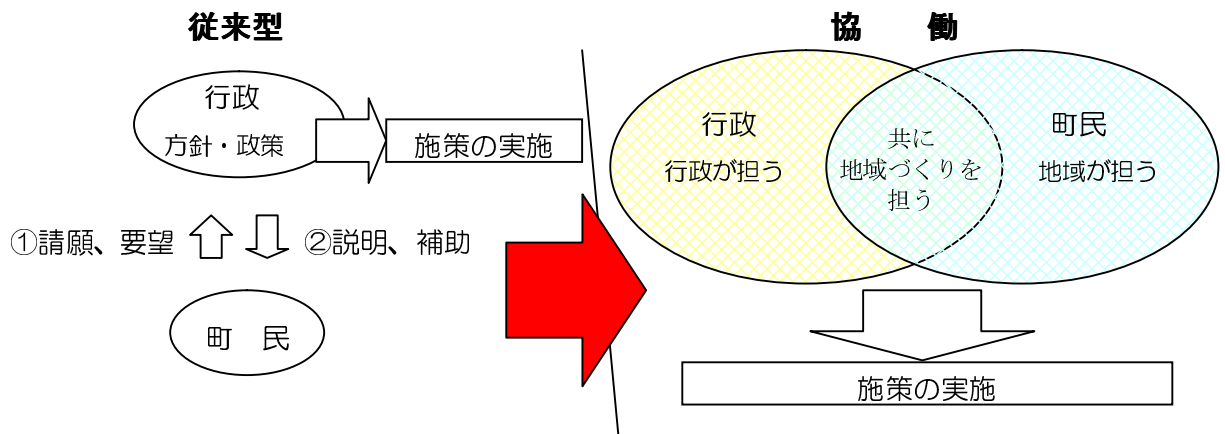 従来型
行政
方針・政策
施策の実施
①請願、要望
②説明、補助
町　民
協　働
行政
行政が担う
共に
地域づくりを
担う
町民
地域が担う
施策の実施